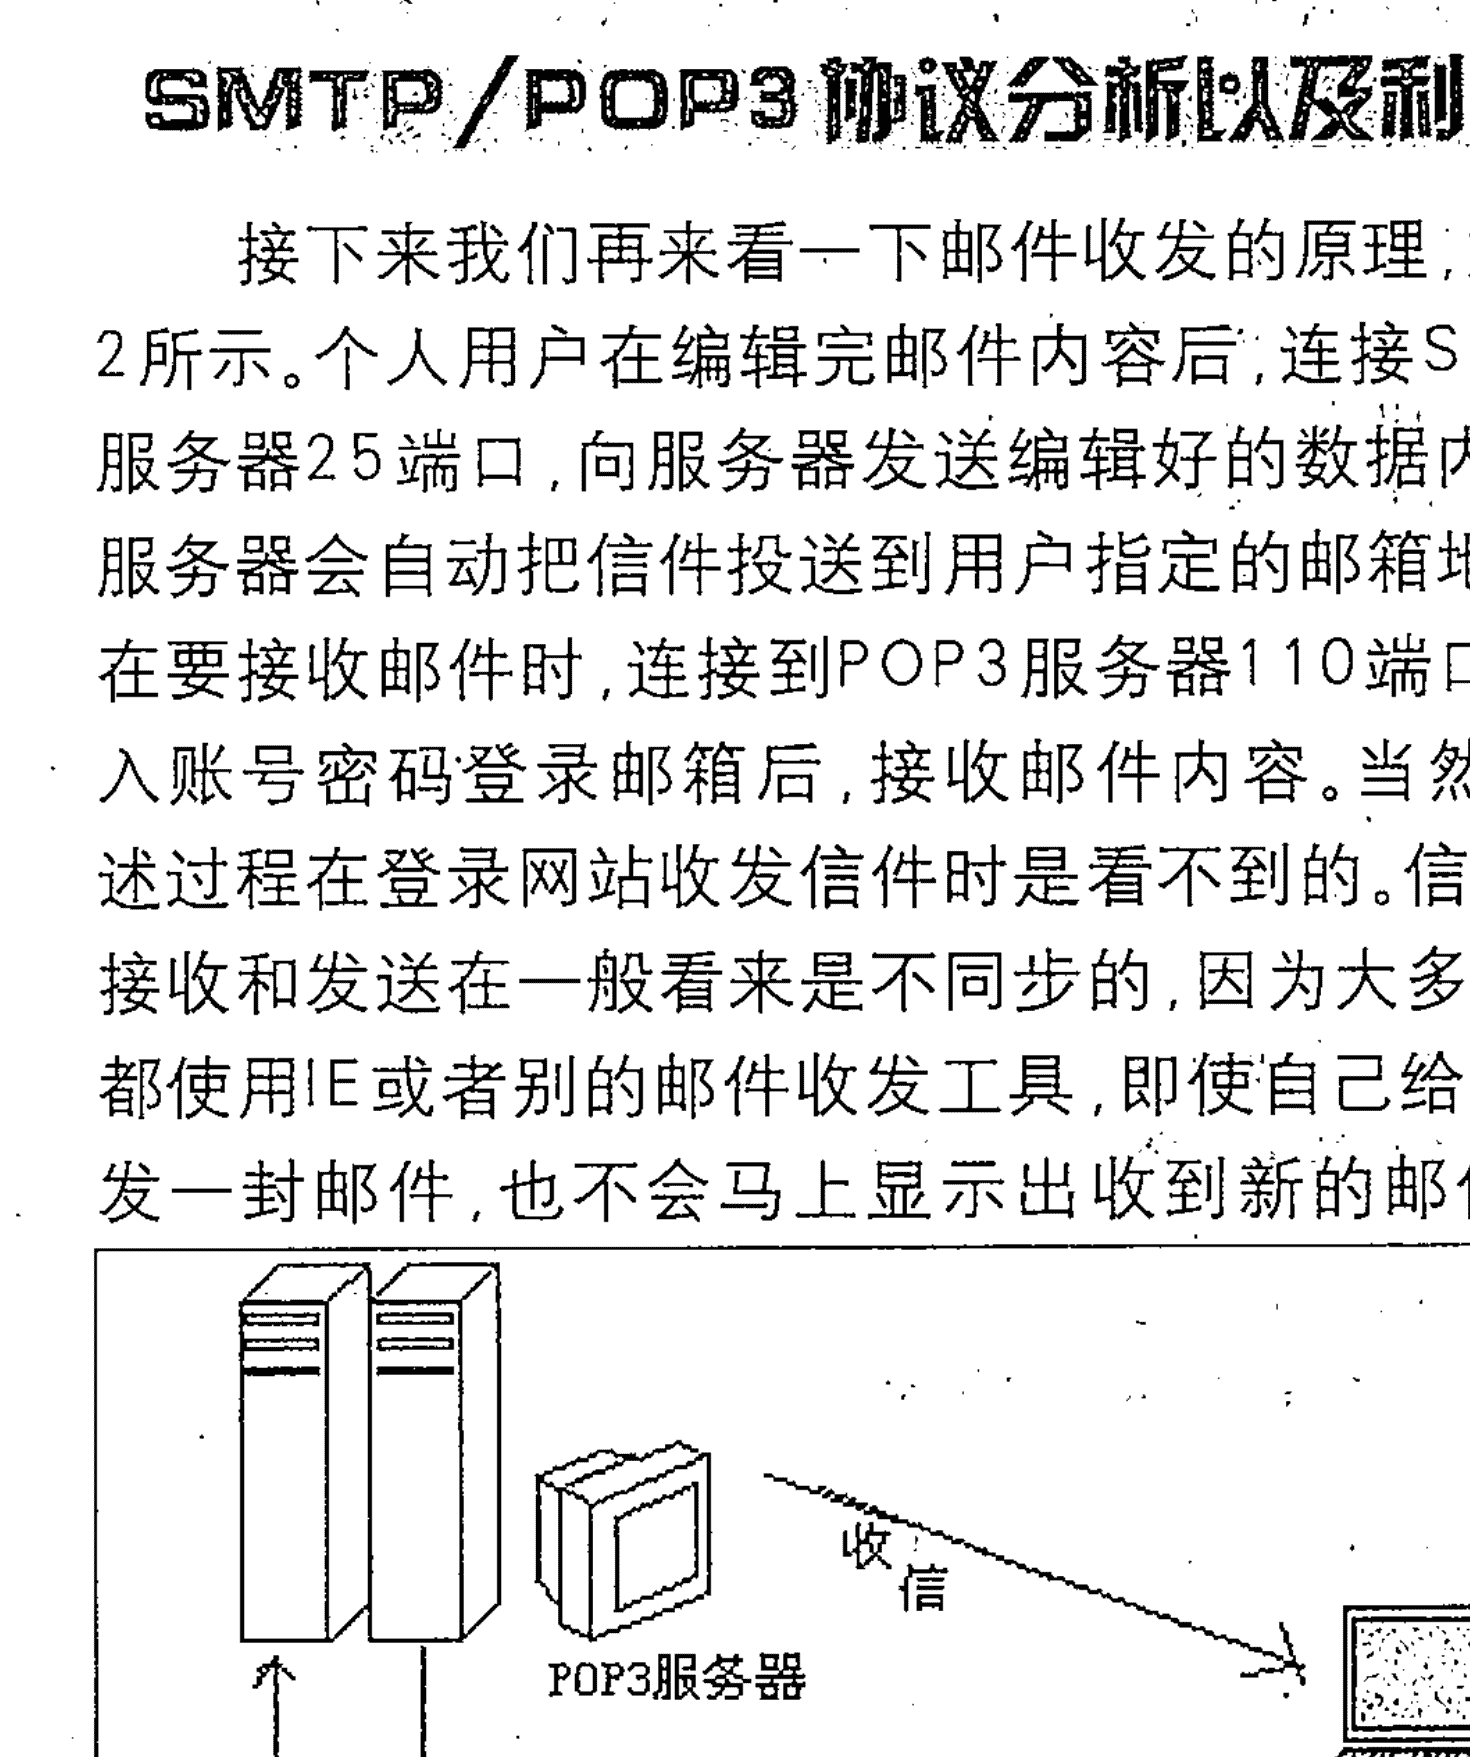 SMTP/POP3协议分析以及利
接下来我们再来看一下邮件收发的原理,
2所示。个人用户在编辑完邮件内容后,连接S
服务器25端口,向服务器发送编辑好的数据内
服务器会自动把信件投送到用户指定的邮箱地
在要接收邮件时,连接到POP3服务器110端口
入账号密码登录邮箱后,接收邮件内容。当然
述过程在登录网站收发信件时是看不到的。信
接收和发送在一般看来是不同步的,因为大多
都使用IE或者别的邮件收发工具,即使自己给
发一封邮件,也不会马上显示出收到新的邮件
收信
POP3服务器